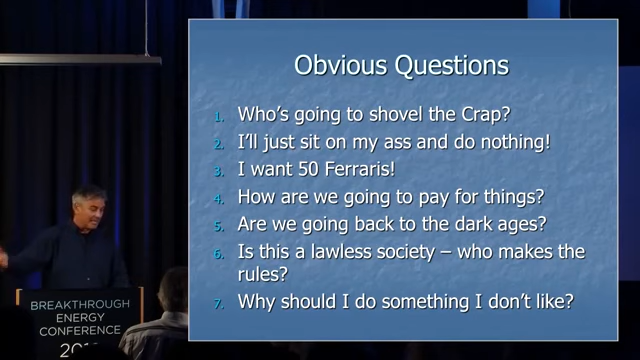 Obvious Questions
1. Who's going to shovel the Crap?
2. I'll just sit on my ass and do nothing!
3. I want 50 Ferraris!
4. How are we going to pay for things?
5. Are we going back to the dark ages?
6. Is this a lawless society – who makes the
rules?
7. Why should I do something I don't like?
BREAKTHROUGH
ENERGY
CONFERENCE